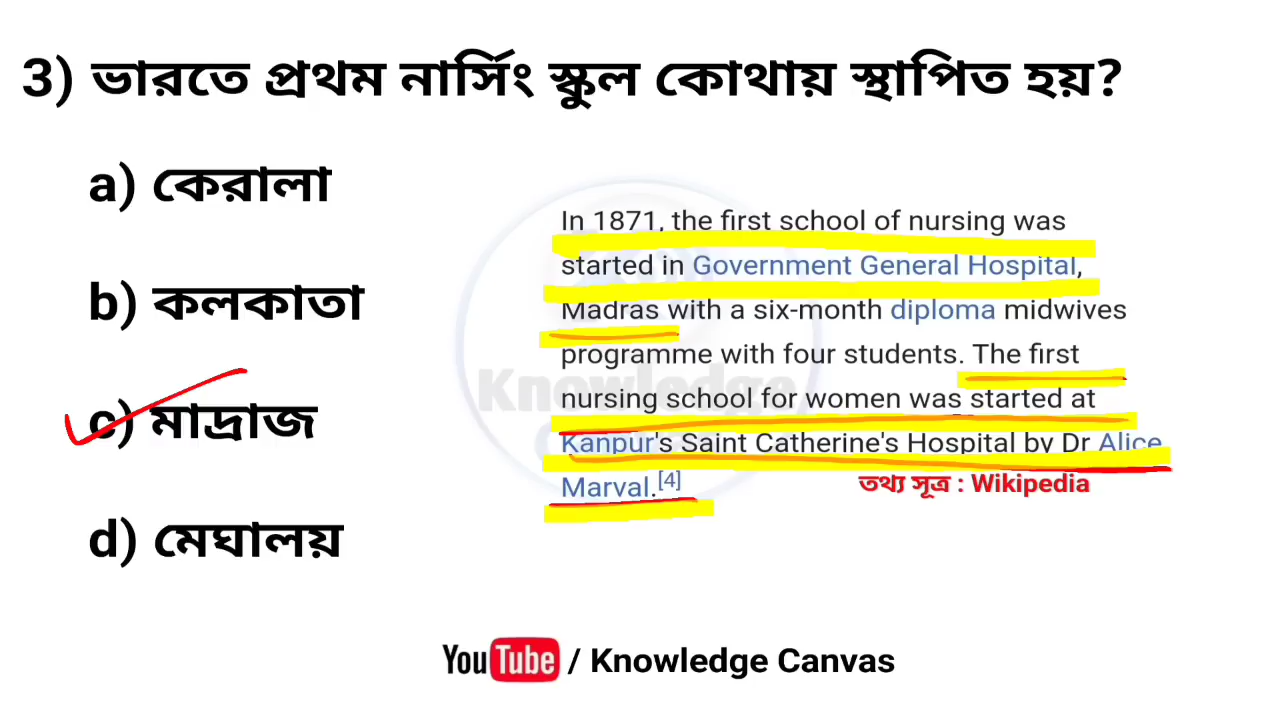 3) ভারতে প্রথম নার্সিং স্কুল কোথায় স্থাপিত হয়?
a) কেরালা
b) কলকাতা
c) মাদ্রাজ
d) মেঘালয়
In 1871, the first school of nursing was
started in Government General Hospital,
Madras with a six-month diploma midwives
programme with four students. The first
nursing school for women was started at
Kanpur's Saint Catherine's Hospital by Dr Alice
Marval.[4]
তথ্য সূত্র : Wikipedia
Knowledge
YouTube / Knowledge Canvas